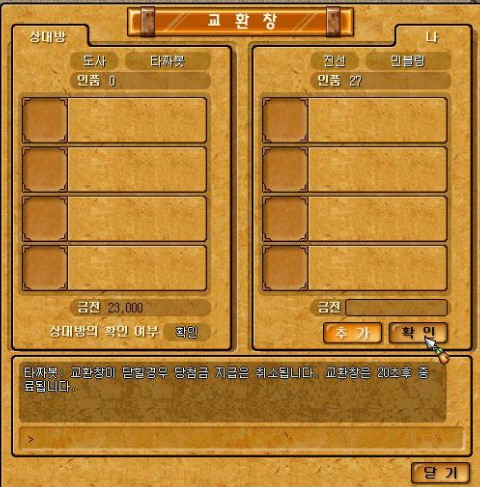 교환창
상대방
나
도사 타짜봇
진선 민블링
인품 0
인품 27
금전 23,000
금전
상대방의 확인 여부 확인
추가 확인
타짜봇: 교환창이 닫힐경우 당첨금 지급은 취소됩니다. 교환창은 20초후 종
료됩니다.
>
닫기